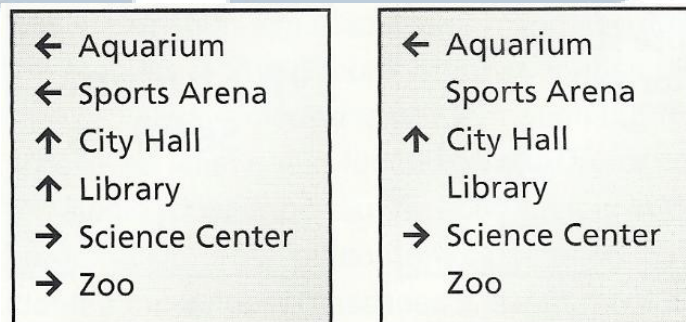 ← Aquarium
← Sports Arena
↑ City Hall
↑ Library
→ Science Center
→ Zoo
← Aquarium
Sports Arena
↑ City Hall
Library
→ Science Center
Zoo